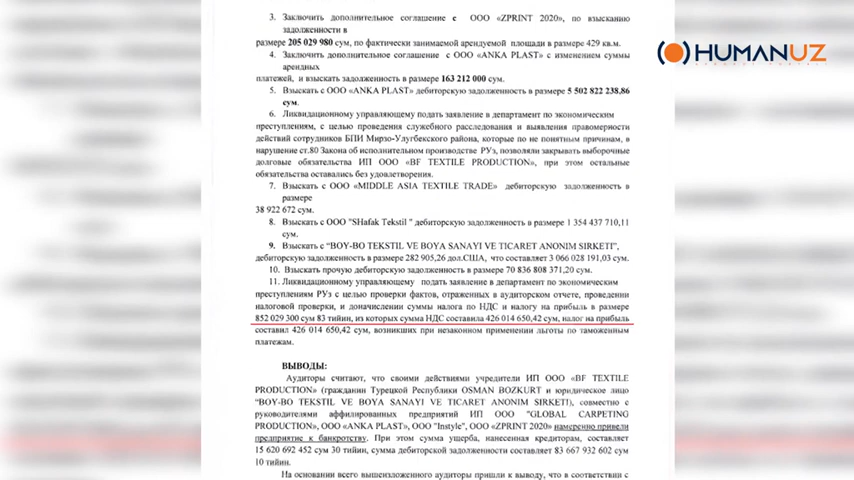 HUMANUZ
3. Заключить дополнительное соглашение с ООО «ZPRINT 2020», по взысканию
задолженности в
размере 205 029 980 сум, по фактически занимаемой арендуемой площади в размере 429 кв.м.
4. Заключить дополнительное соглашение с ООО «ANKA PLAST» с изменением суммы
арендных
платежей, и взыскать задолженность в размере 163 212 000 сум.
5. Взыскать с ООО «ANKA PLAST» дебиторскую задолженность в размере 5 502 822 238,86
сум.
6. Ликвидационному управляющему подать заявление в департамент по экономическим
преступлениям, с целью проведения служебного расследования и выявления правомерности
действий сотрудников БПИ Мирзо-Улугбекского района, которые по не понятным причинам, в
нарушение ст.80 Закона об исполнительном производстве РУз, позволяли закрывать выборочные
долговые обязательства ИП ООО «BF TEXTILE PRODUCTION», при этом остальные
обязательства оставались без удовлетворения.
7. Взыскать с ООО «MIDDLE ASIA TEXTILE TRADE» дебиторскую задолженность в
размере
38 922 672 сум.
8. Взыскать с ООО "SHafak Tekstil " дебиторскую задолженность в размере 1 354 437 710,11
сум.
9. Взыскать с “BOY-BO TEKSTIL VE BOYA SANAYI VE TICARET ANONIM SIRKETI”,
дебиторскую задолженность в размере 282 905,26 дол.США, что составляет 3 066 028 191,03 сум.
10. Взыскать прочую дебиторскую задолженность в размере 70 836 808 371,20 сум.
11. Ликвидационному управляющему подать заявление в департамент по экономическим
преступлениям РУз с целью проверки фактов, отраженных в аудиторском отчете, проведении
налоговой проверки, и доначислении суммы налога по НДС и налогу на прибыль в размере
852 029 300 сум 83 тийин, из которых сумма НДС составила 426 014 650,42 сум, налог на прибыль
составил 426 014 650,42 сум, возникших при незаконном применении льготы по таможенным
платежам.
ВЫВОДЫ:
Аудиторы считают, что своими действиями учредители ИП ООО «BF TEXTILE
PRODUCTION» (гражданин Турецкой Республики OSMAN BOZKURT и юридическое лицо
“BOY-BO TEKSTIL VE BOYA SANAYI VE TICARET ANONIM SIRKETI), совместно с
руководителями аффилированных предприятий ИП ООО "GLOBAL CARPETING
PRODUCTION», ООО «ANKA PLAST», ООО "Instyle", ООО «ZPRINT 2020» намеренно привели
предприятие к банкротству. При этом сумма ущерба, нанесенная кредиторам, составляет
15 620 692 452 сум 30 тийин, сумма дебиторской задолженности составляет 83 667 932 602 сум
10 тийин.
На основании всего вышеизложенного аудиторы пришли к выводу, что в соответствии с